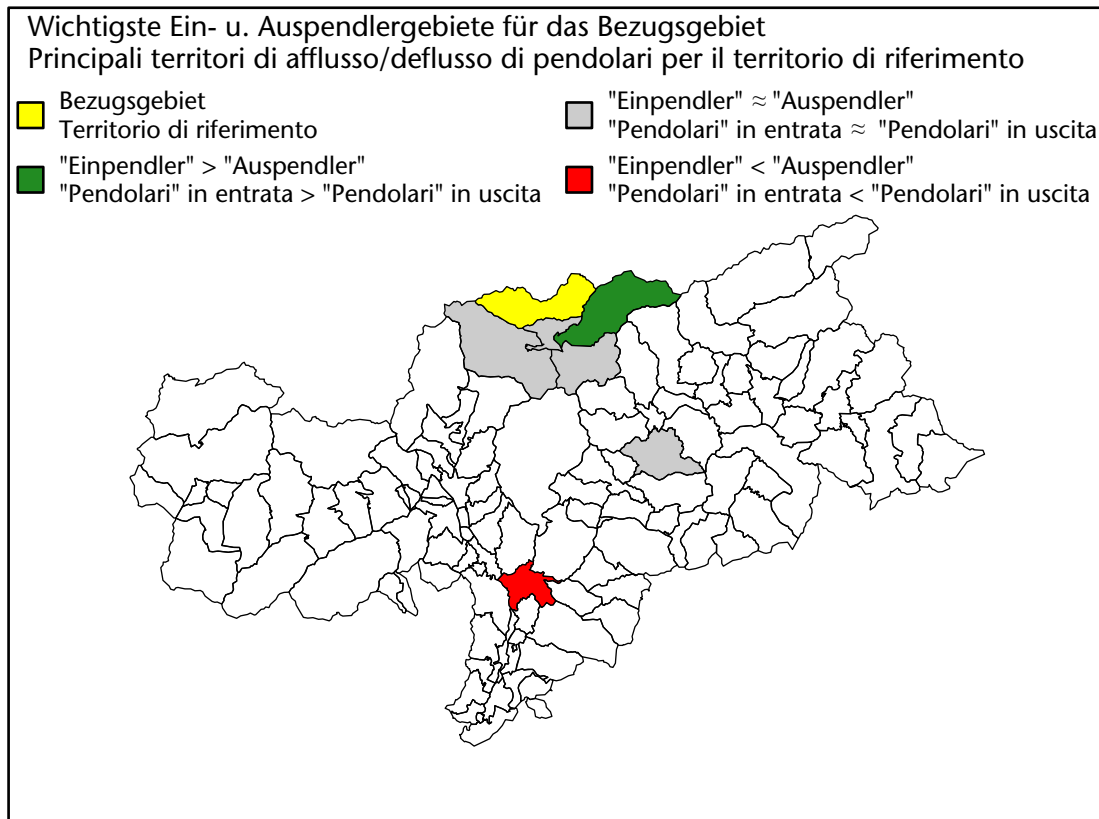 Wichtigste Ein- u. Auspendlergebiete für das Bezugsgebiet
Principali territori di afflusso/deflusso di pendolari per il territorio di riferimento
Bezugsgebiet
Territorio di riferimento
"Einpendler" > "Auspendler"
"Pendolari" in entrata > "Pendolari" in uscita
"Einpendler" ≈ "Auspendler"
"Pendolari" in entrata ≈ "Pendolari" in uscita
"Einpendler" < "Auspendler"
"Pendolari" in entrata < "Pendolari" in uscita